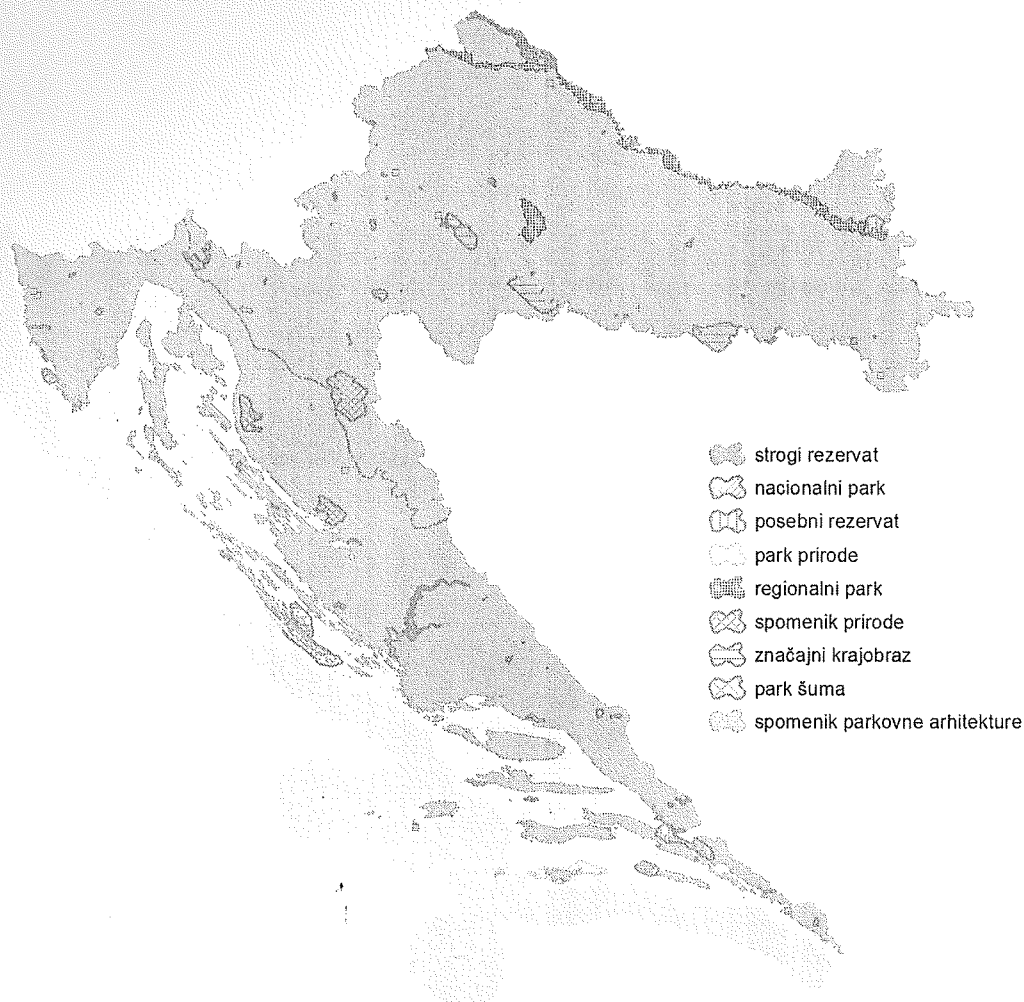 strogi rezervat
nacionalni park
posebni rezervat
park prirode
regionalni park
spomenik prirode
značajni krajobraz
park šuma
spomenik parkovne arhitekture